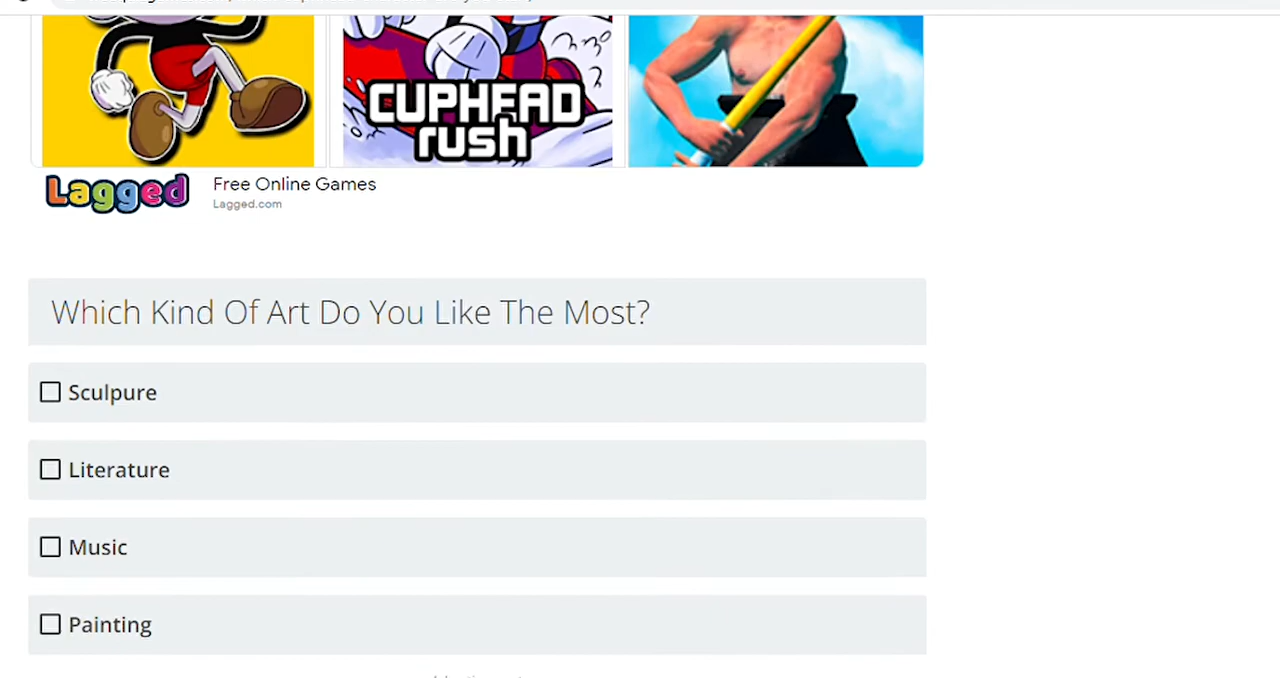 CUPHEAD
rush
Lagged
Free Online Games
Lagged.com
Which Kind Of Art Do You Like The Most?
Sculpure
Literature
Music
Painting